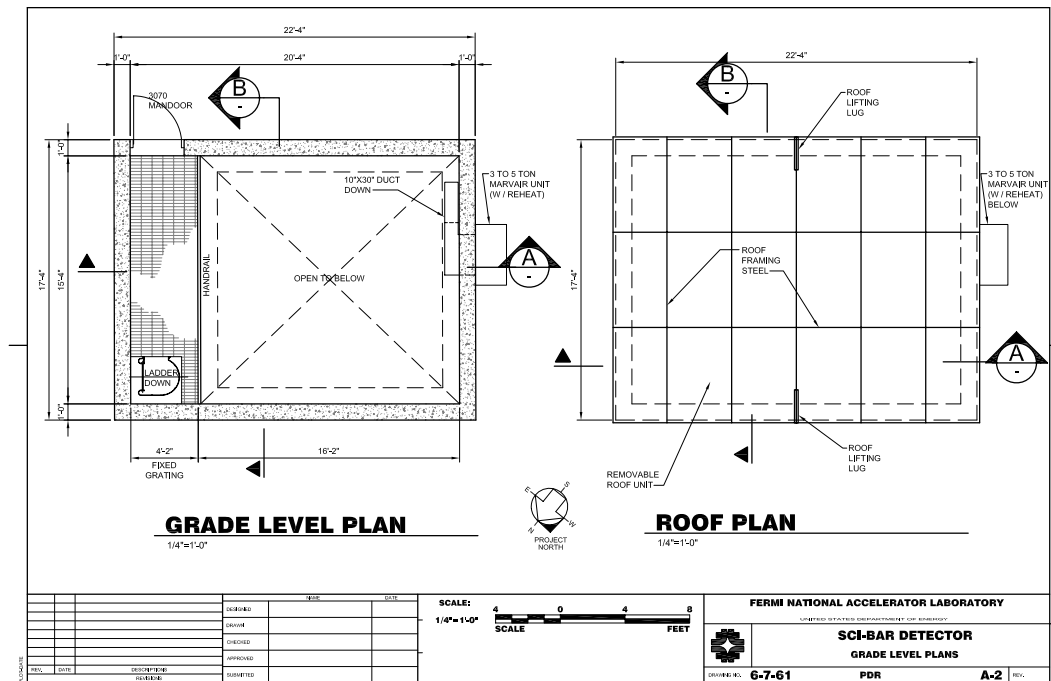 22'-4"
1'-0"
20'-4"
1'-0"
3070
MANDOOR
B
-
1'-0"
10"X30" DUCT
DOWN
3 TO 5 TON
MARVAIR UNIT
(W / REHEAT)
17'-4"
15'-4"
HANDRAIL
OPEN TO BELOW
A
-
LADDER
DOWN
1'-0"
4'-2"
16'-2"
FIXED
GRATING
GRADE LEVEL PLAN
1/4"=1'-0"
22'-4"
B
-
ROOF
LIFTING
LUG
3 TO 5 TON
MARVAIR UNIT
(W / REHEAT)
BELOW
ROOF
FRAMING
STEEL
17'-4"
A
-
REMOVABLE
ROOF UNIT
ROOF
LIFTING
LUG
E
S
N
W
PROJECT
NORTH
ROOF PLAN
1/4"=1'-0"
NAME
DATE
DESIGNED
DRAWN
CHECKED
APPROVED
SUBMITTED
REV.
DATE
DESCRIPTIONS
REVISIONS
SCALE:
1/4"= 1'-0"
4
0
4
8
SCALE
FEET
FERMI NATIONAL ACCELERATOR LABORATORY
UNITED STATES DEPARTMENT OF ENERGY
SCI-BAR DETECTOR
GRADE LEVEL PLANS
DRAWING NO.
6-7-61
PDR
A-2
REV.